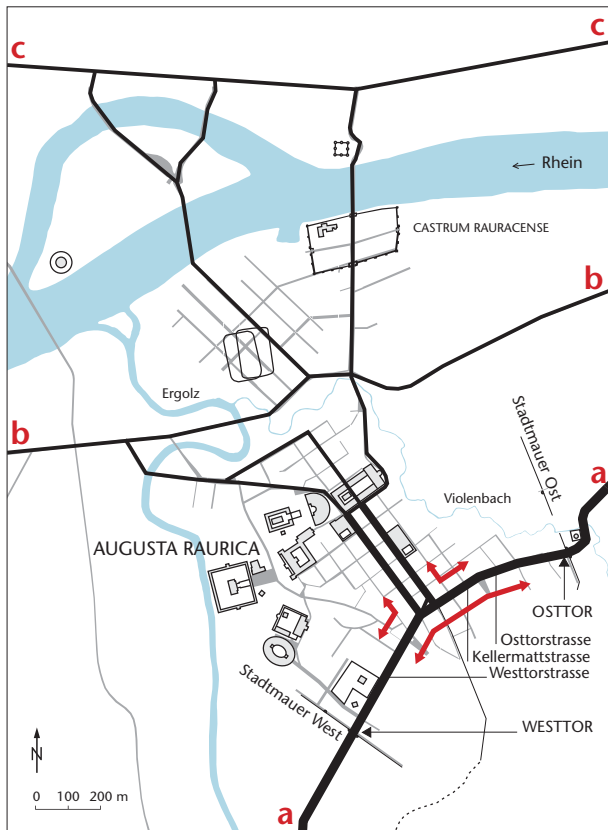 c
c
Rhein
CASTRUM RAURACENSE
b
Ergolz
b
Stadtmauer Ost
a
Violenbach
AUGUSTA RAURICA
OSTTOR
Osttorstrasse
Kellermattstrasse
Westtorstrasse
Stadtmauer West
WESTTOR
N
0 100 200 m
a